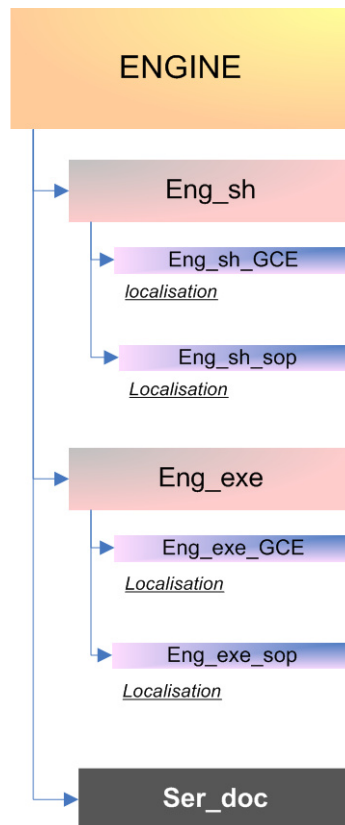 ENGINE
Eng_sh
Eng_sh_GCE
localisation
Eng_sh_sop
Localisation
Eng_exe
Eng_exe_GCE
Localisation
Eng_exe_sop
Localisation
Ser_doc